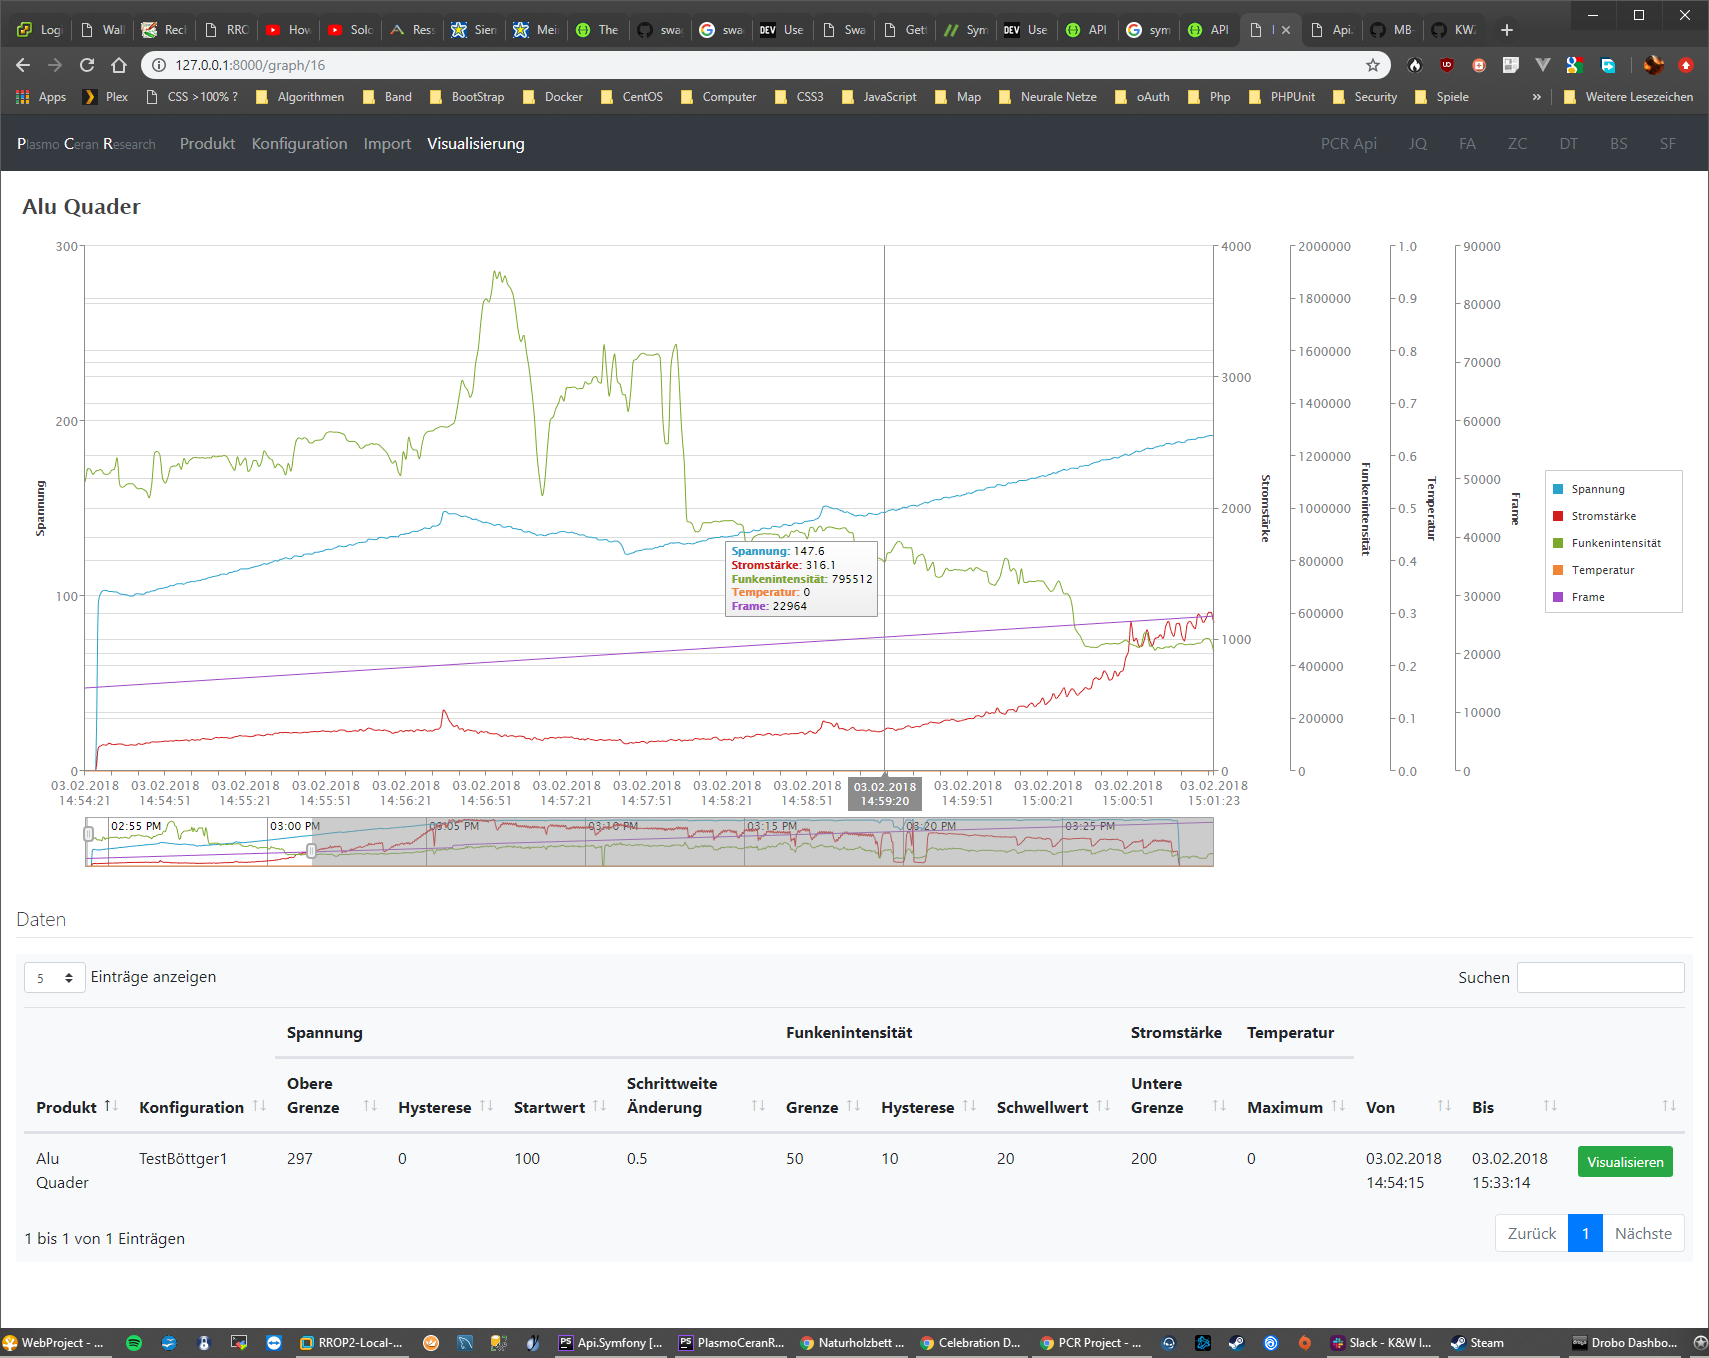 Logi
Wall
Rech
RRO
How
Solo
Ress
Sien
Mei
The
swa
swa
Use
Swa
Gett
Sym
Use
API
sym
API
Api.
MB-
KWZ
127.0.0.1:8000/graph/16
Apps Plex CSS >100% ? Algorithmen Band BootStrap Docker CentOS Computer CSS3 JavaScript Map Neurale Netze oAuth Php PHPUnit Security Spiele » Weitere Lesezeichen
Plasmo Ceran Research Produkt Konfiguration Import Visualisierung PCR Api JQ FA ZC DT BS SF
Alu Quader
300
200
100
0
Spannung
4000
3000
2000
1000
0
Stromstärke
2000000
1800000
1600000
1400000
1200000
1000000
800000
600000
400000
200000
0
Funkenintensität
1.0
0.9
0.8
0.7
0.6
0.5
0.4
0.3
0.2
0.1
0.0
Temperatur
90000
80000
70000
60000
50000
40000
30000
20000
10000
0
Frame
Spannung
Stromstärke
Funkenintensität
Temperatur
Frame
Spannung: 147.6
Stromstärke: 316.1
Funkenintensität: 795512
Temperatur: 0
Frame: 22964
03.02.2018 03.02.2018 03.02.2018 03.02.2018 03.02.2018 03.02.2018 03.02.2018 03.02.2018 03.02.2018 03.02.2018 03.02.2018 03.02.2018 03.02.2018 03.02.2018 03.02.2018
14:54:21 14:54:51 14:55:21 14:55:51 14:56:21 14:56:51 14:57:21 14:57:51 14:58:21 14:58:51 14:59:20 14:59:51 15:00:21 15:00:51 15:01:23
02:55 PM 03:00 PM 03:05 PM 03:10 PM 03:15 PM 03:20 PM 03:25 PM
Daten
5 Einträge anzeigen Suchen
Spannung Funkenintensität Stromstärke Temperatur
Obere Schrittweite Untere
Produkt Konfiguration Grenze Hysterese Startwert Änderung Grenze Hysterese Schwellwert Grenze Maximum Von Bis
Alu TestBöttger1 297 0 100 0.5 50 10 20 200 0 03.02.2018 03.02.2018 Visualisieren
Quader 14:54:15 15:33:14
1 bis 1 von 1 Einträgen Zurück 1 Nächste
WebProject - ... RROP2-Local-... Api.Symfony [... PlasmoCeranR... Naturholzbett ... Celebration D... PCR Project - ... Slack - K&W I... Steam Drobo Dashbo...